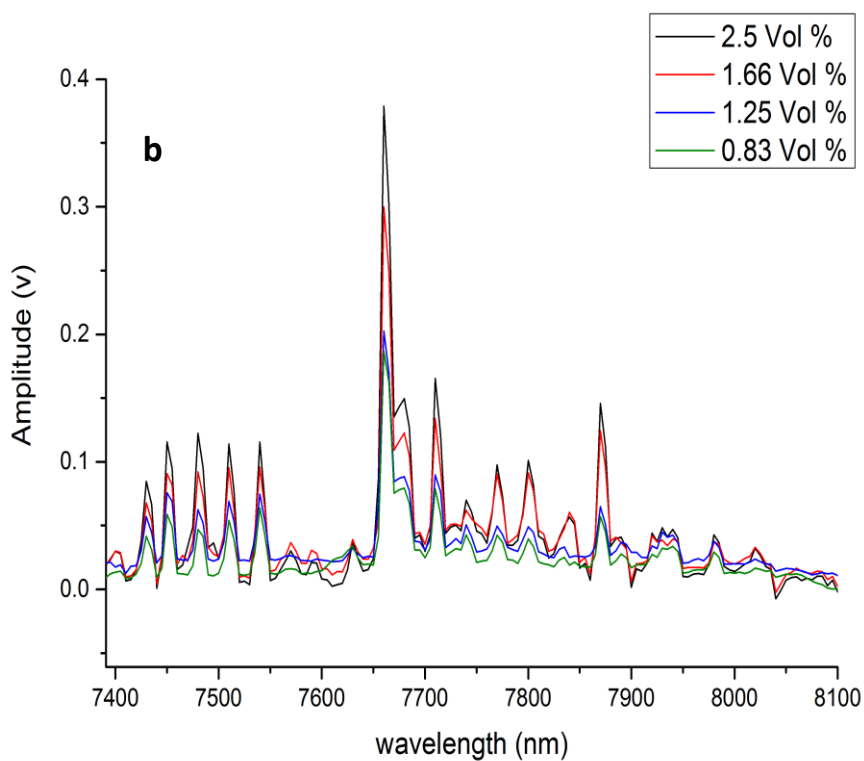 2.5 Vol %
1.66 Vol %
1.25 Vol %
0.83 Vol %
b
0.4
0.3
0.2
0.1
0.0
Amplitude (v)
7400 7500 7600 7700 7800 7900 8000 8100
wavelength (nm)